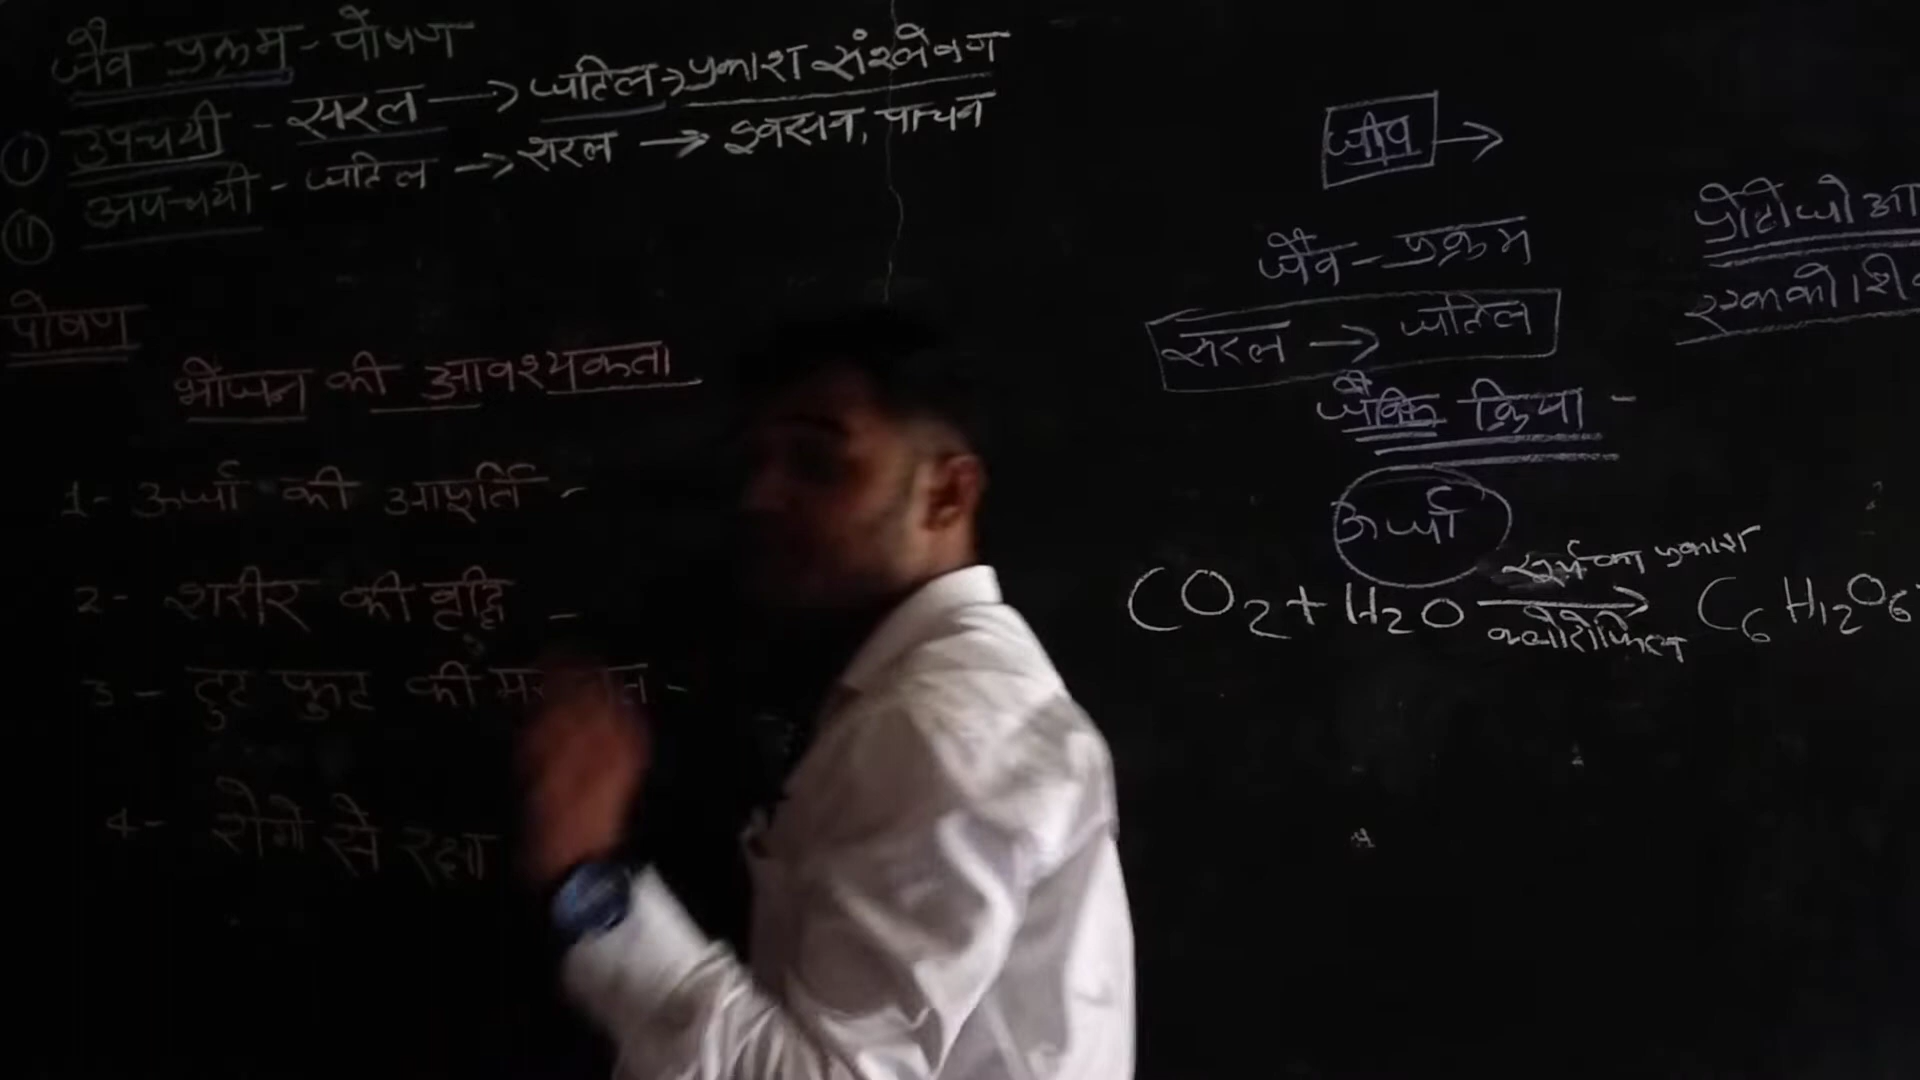 जैव प्रक्रम - पोषण
I उपचयी - सरल → जटिल → प्रकाश संश्लेषण
II अपचयी - जटिल → सरल → श्वसन, पाचन
पोषण
भोजन की आवश्यकता
1- ऊर्जा की आपूर्ति -
2- शरीर की वृद्धि -
3- टुट फुट की
4- रोगो से रक्षा
जीव →
जैव - प्रक्रम
सरल → जटिल
क्रिया -
ऊर्जा
सूर्य का प्रकाश
CO2 + H2O → C6H12O6
क्लोरोफिल
प्रोटोजोआ